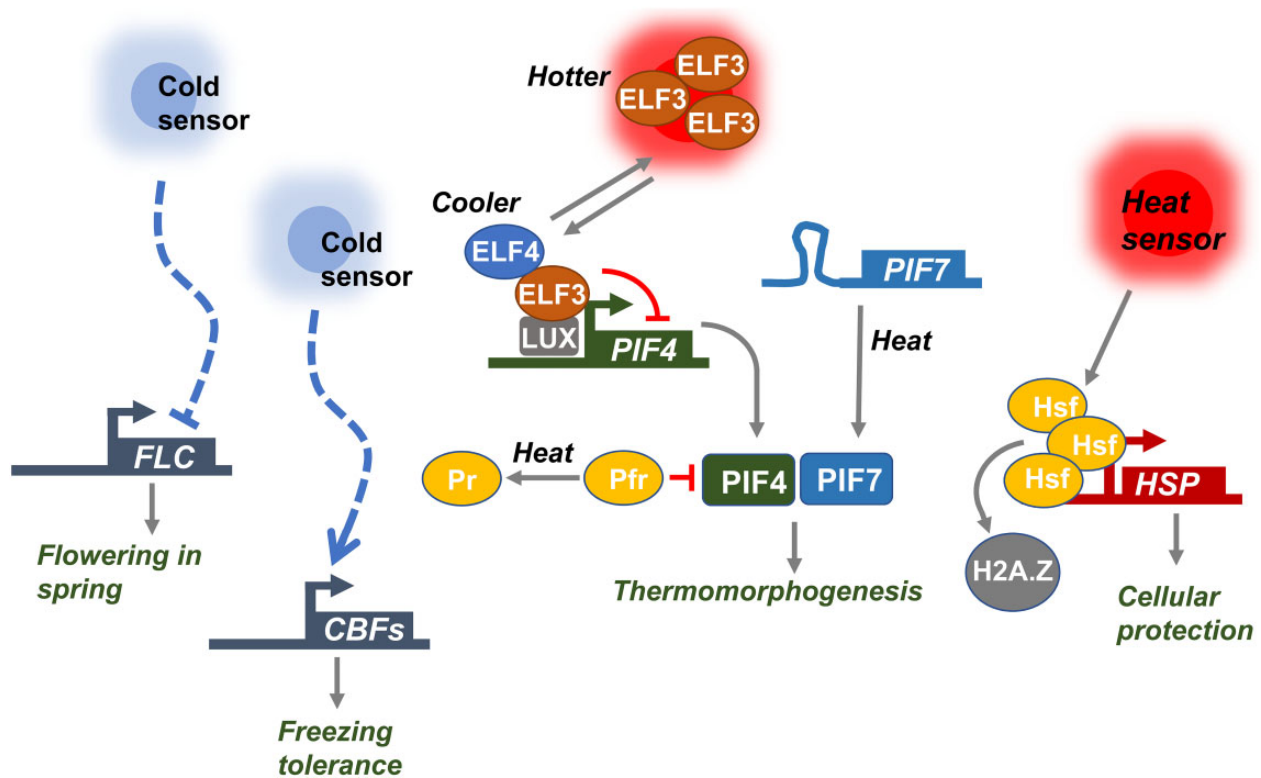 Cold
sensor
Cold
sensor
FLC
Flowering in
spring
CBFs
Freezing
tolerance
Hotter
ELF3
ELF3
ELF3
Cooler
ELF4
ELF3
LUX
PIF4
PIF7
Heat
Pr
Heat
Pfr
PIF4
PIF7
Thermomorphogenesis
Heat
sensor
Hsf
Hsf
Hsf
HSP
H2A.Z
Cellular
protection